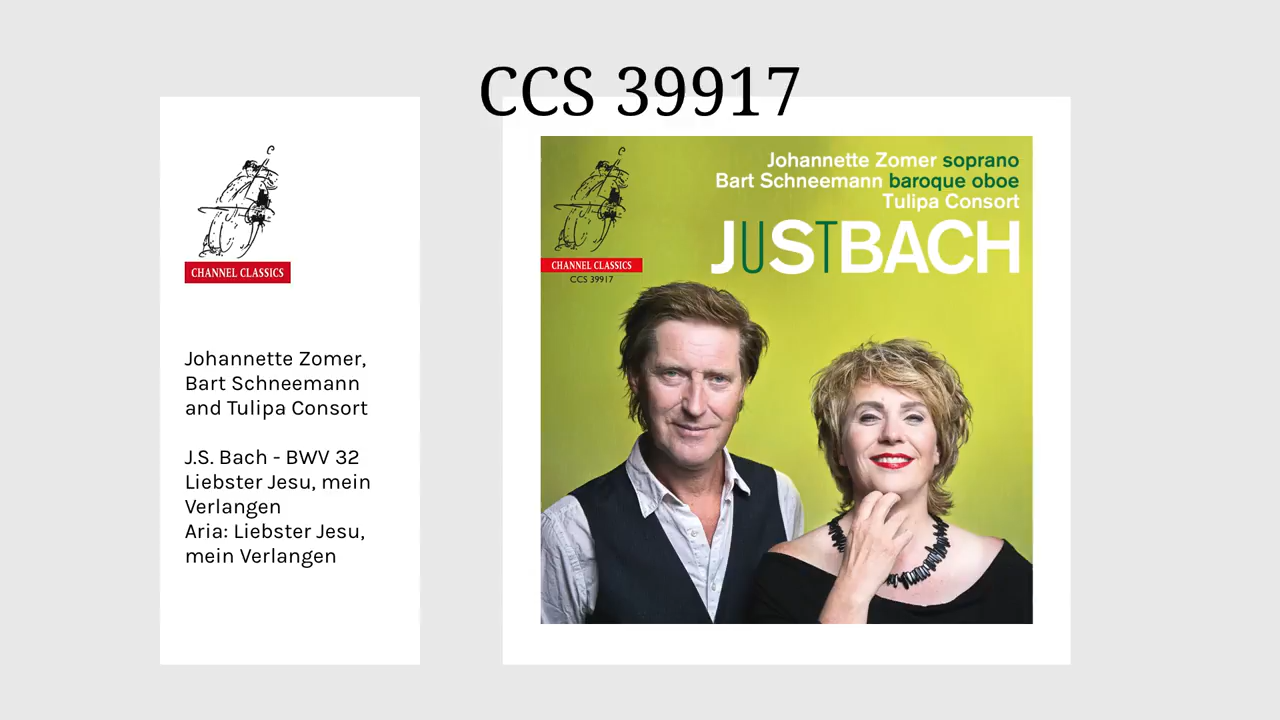 CCS 39917
CHANNEL CLASSICS
Johannette Zomer,
Bart Schneemann
and Tulipa Consort
J.S. Bach - BWV 32
Liebster Jesu, mein
Verlangen
Aria: Liebster Jesu,
mein Verlangen
Johannette Zomer soprano
Bart Schneemann baroque oboe
Tulipa Consort
JUSTBACH
CHANNEL CLASSICS
CCS 39917